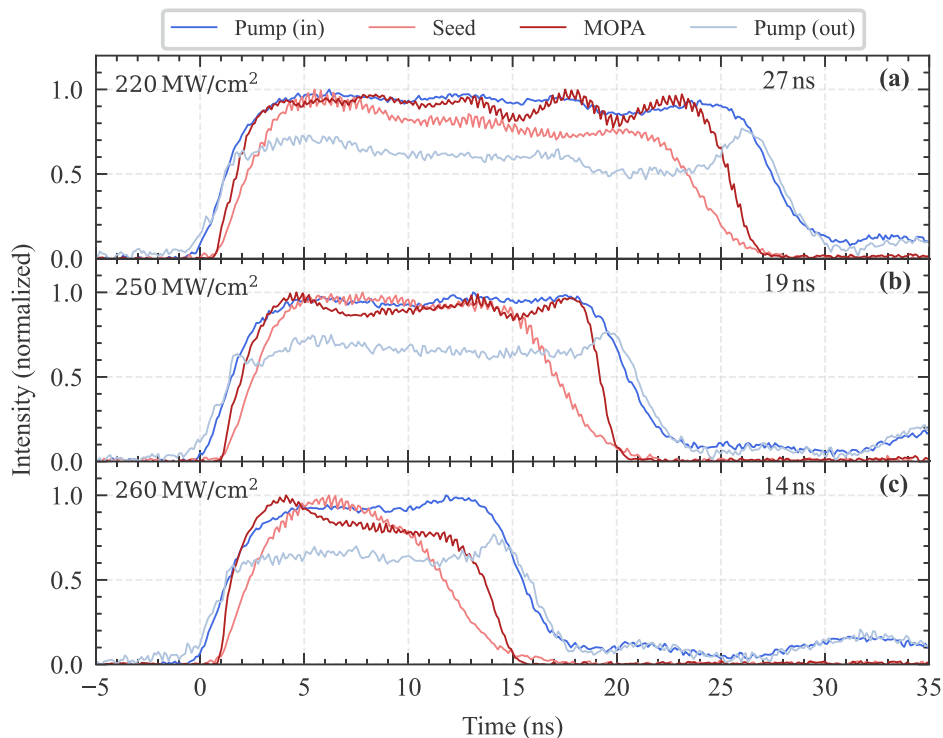 Pump (in) Seed MOPA Pump (out)
220 MW/cm² 27 ns (a)
1.0
0.5
0.0
250 MW/cm² 19 ns (b)
1.0
0.5
0.0
260 MW/cm² 14 ns (c)
1.0
0.5
0.0
Intensity (normalized)
−5 0 5 10 15 20 25 30 35
Time (ns)